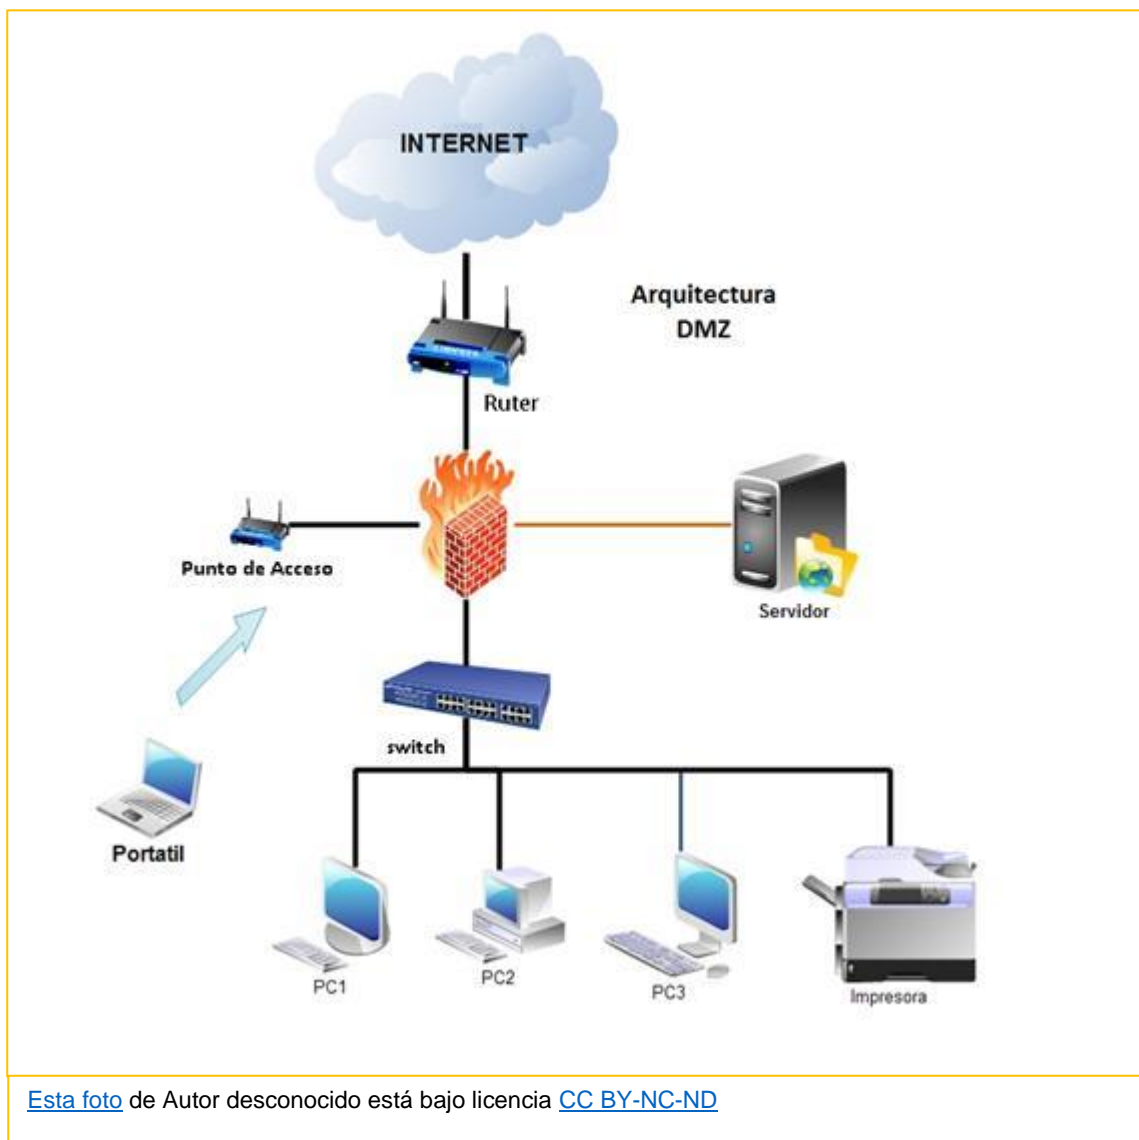 INTERNET
Arquitectura
DMZ
Ruter
Punto de Acceso
Servidor
switch
Portatil
PC1
PC2
PC3
Impresora
Esta foto de Autor desconocido está bajo licencia CC BY-NC-ND